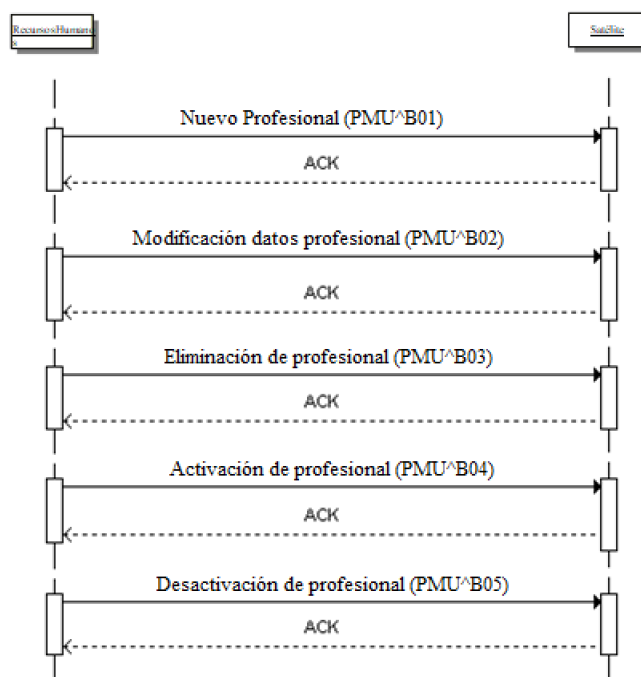 RecursosHumano
s
Satélite
Nuevo Profesional (PMU^B01)
ACK
Modificación datos profesional (PMU^B02)
ACK
Eliminación de profesional (PMU^B03)
ACK
Activación de profesional (PMU^B04)
ACK
Desactivación de profesional (PMU^B05)
ACK